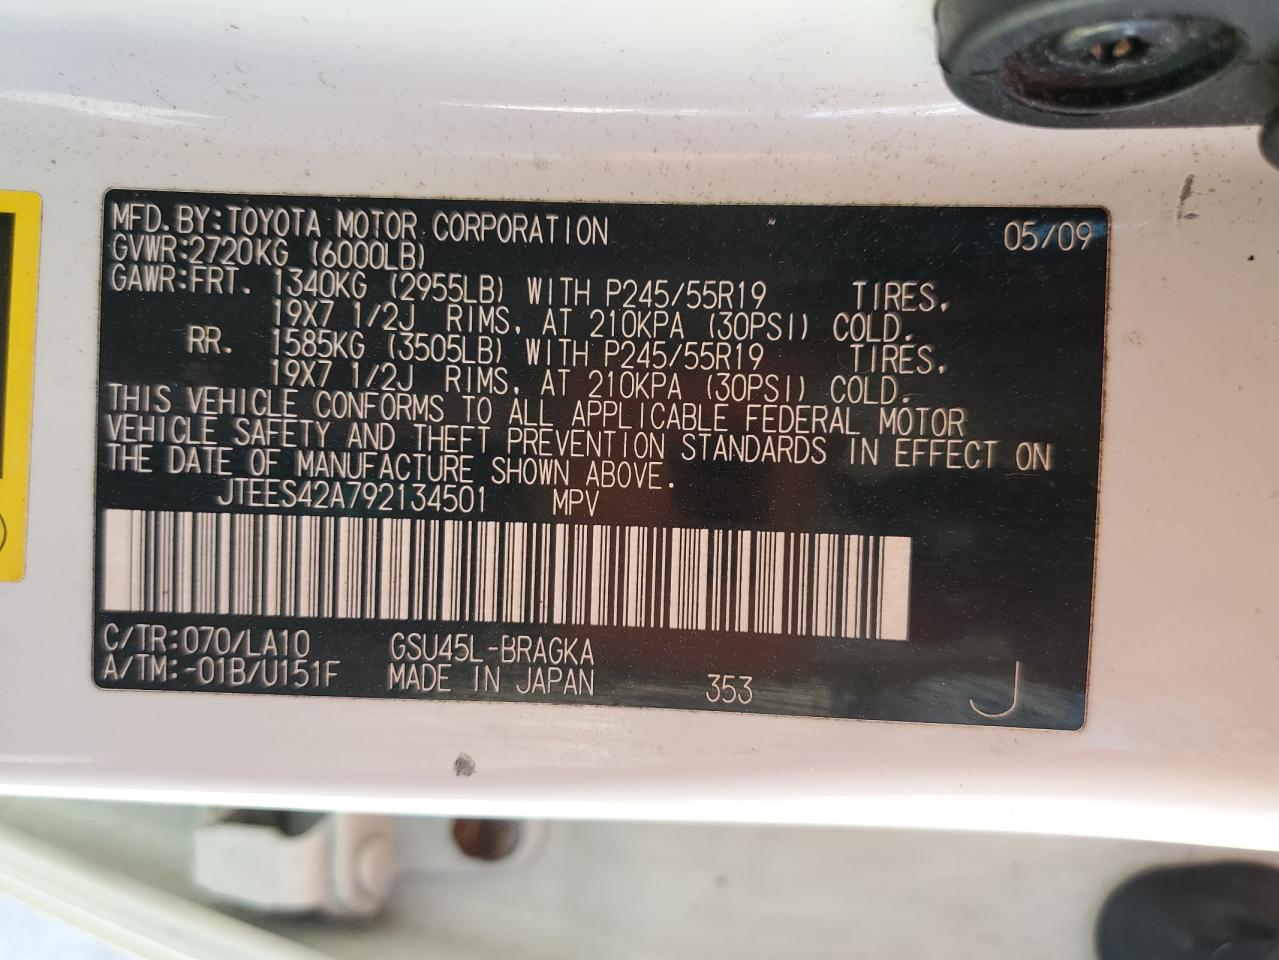 MFD. BY: TOYOTA MOTOR CORPORATION 05/09
GVWR:2720KG (6000LB)
GAWR:FRT. 1340KG (2955LB) WITH P245/55R19 TIRES,
19X7 1/2J RIMS, AT 210KPA (30PSI) COLD.
RR. 1585KG (3505LB) WITH P245/55R19 TIRES,
19X7 1/2J RIMS, AT 210KPA (30PSI) COLD.
THIS VEHICLE CONFORMS TO ALL APPLICABLE FEDERAL MOTOR
VEHICLE SAFETY AND THEFT PREVENTION STANDARDS IN EFFECT ON
THE DATE OF MANUFACTURE SHOWN ABOVE.
JTEES42A792134501 MPV
C/TR:070/LA10 GSU45L-BRAGKA
A/TM:-01B/U151F MADE IN JAPAN 353 J